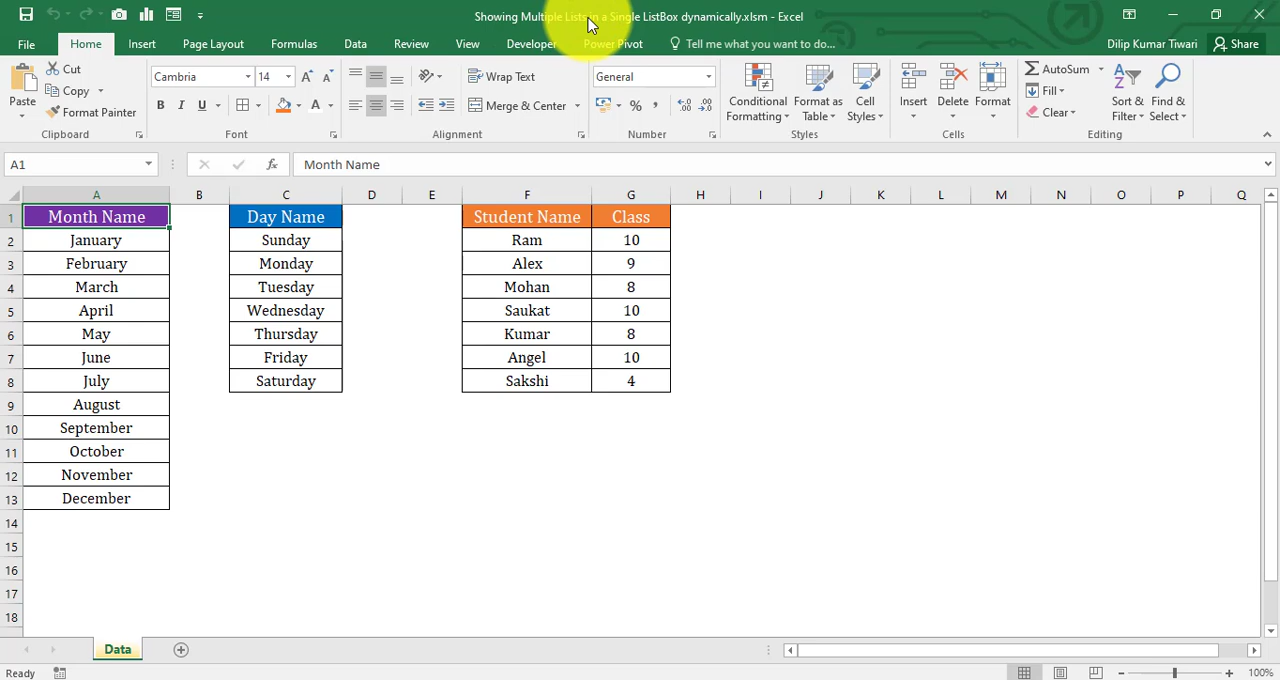 Showing Multiple Lists in a Single ListBox dynamically.xlsm - Excel
File Home Insert Page Layout Formulas Data Review View Developer Power Pivot Tell me what you want to do... Dilip Kumar Tiwari Share
Paste
Cut
Copy
Format Painter
Clipboard
Cambria 14
B I U
Font
Wrap Text
Merge & Center
Alignment
General
Number
Conditional Formatting
Format as Table
Cell Styles
Styles
Insert
Delete
Format
Cells
AutoSum
Fill
Clear
Sort & Filter
Find & Select
Editing
A1 fx Month Name
A B C D E F G H I J K L M N O P Q
1 Month Name Day Name Student Name Class
2 January Sunday Ram 10
3 February Monday Alex 9
4 March Tuesday Mohan 8
5 April Wednesday Saukat 10
6 May Thursday Kumar 8
7 June Friday Angel 10
8 July Saturday Sakshi 4
9 August
10 September
11 October
12 November
13 December
14
15
16
17
18
Data
Ready 100%